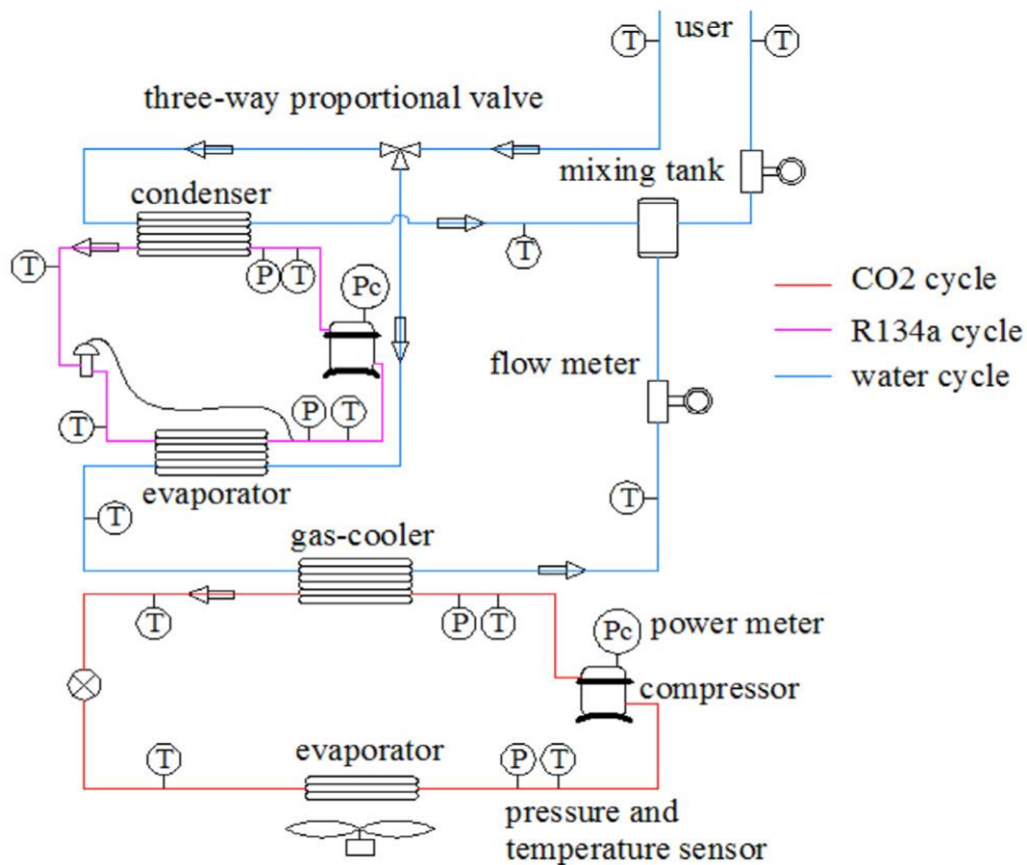 T
user
T
three-way proportional valve
mixing tank
condenser
T
T
P
T
Pc
CO2 cycle
R134a cycle
flow meter
water cycle
T
P
T
evaporator
T
T
gas-cooler
T
P
T
Pc
power meter
compressor
evaporator
T
P
T
pressure and
temperature sensor